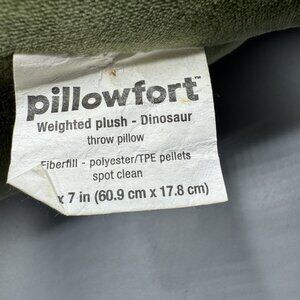 pillowfort™
Weighted plush - Dinosaur
throw pillow
Fiberfill - polyester/TPE pellets
spot clean
x 7 in (60.9 cm x 17.8 cm)